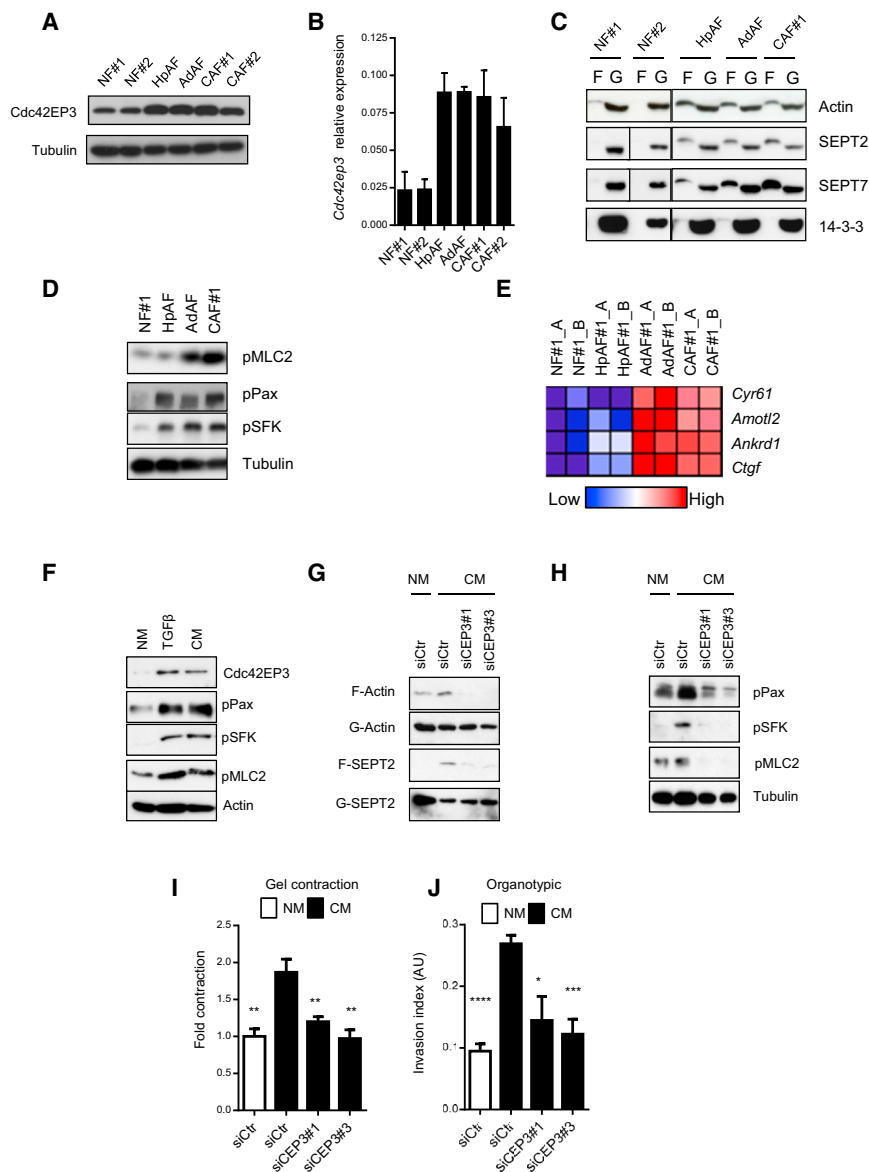 A
NF#1 NF#2 HpAF AdAF CAF#1 CAF#2
Cdc42EP3
Tubulin
B
Cdc42ep3 relative expression
0.125
0.100
0.075
0.050
0.025
0.000
NF#1 NF#2 HpAF AdAF CAF#1 CAF#2
C
NF#1 NF#2 HpAF AdAF CAF#1
F G F G F G F G F G
Actin
SEPT2
SEPT7
14-3-3
D
NF#1 HpAF AdAF CAF#1
pMLC2
pPax
pSFK
Tubulin
E
NF#1_A NF#1_B HpAF#1_A HpAF#1_B AdAF#1_A AdAF#1_B CAF#1_A CAF#1_B
Cyr61
Amotl2
Ankrd1
Ctgf
Low High
F
NM TGFβ CM
Cdc42EP3
pPax
pSFK
pMLC2
Actin
G
NM CM
siCtr siCtr siCEP3#1 siCEP3#3
F-Actin
G-Actin
F-SEPT2
G-SEPT2
H
NM CM
siCtr siCtr siCEP3#1 siCEP3#3
pPax
pSFK
pMLC2
Tubulin
I
Gel contraction
NM CM
Fold contraction
2.5
2.0
1.5
1.0
0.5
0.0
** ** **
siCtr siCtr siCEP3#1 siCEP3#3
J
Organotypic
NM CM
Invasion index (AU)
0.3
0.2
0.1
0.0
**** * ***
siCtr siCtr siCEP3#1 siCEP3#3